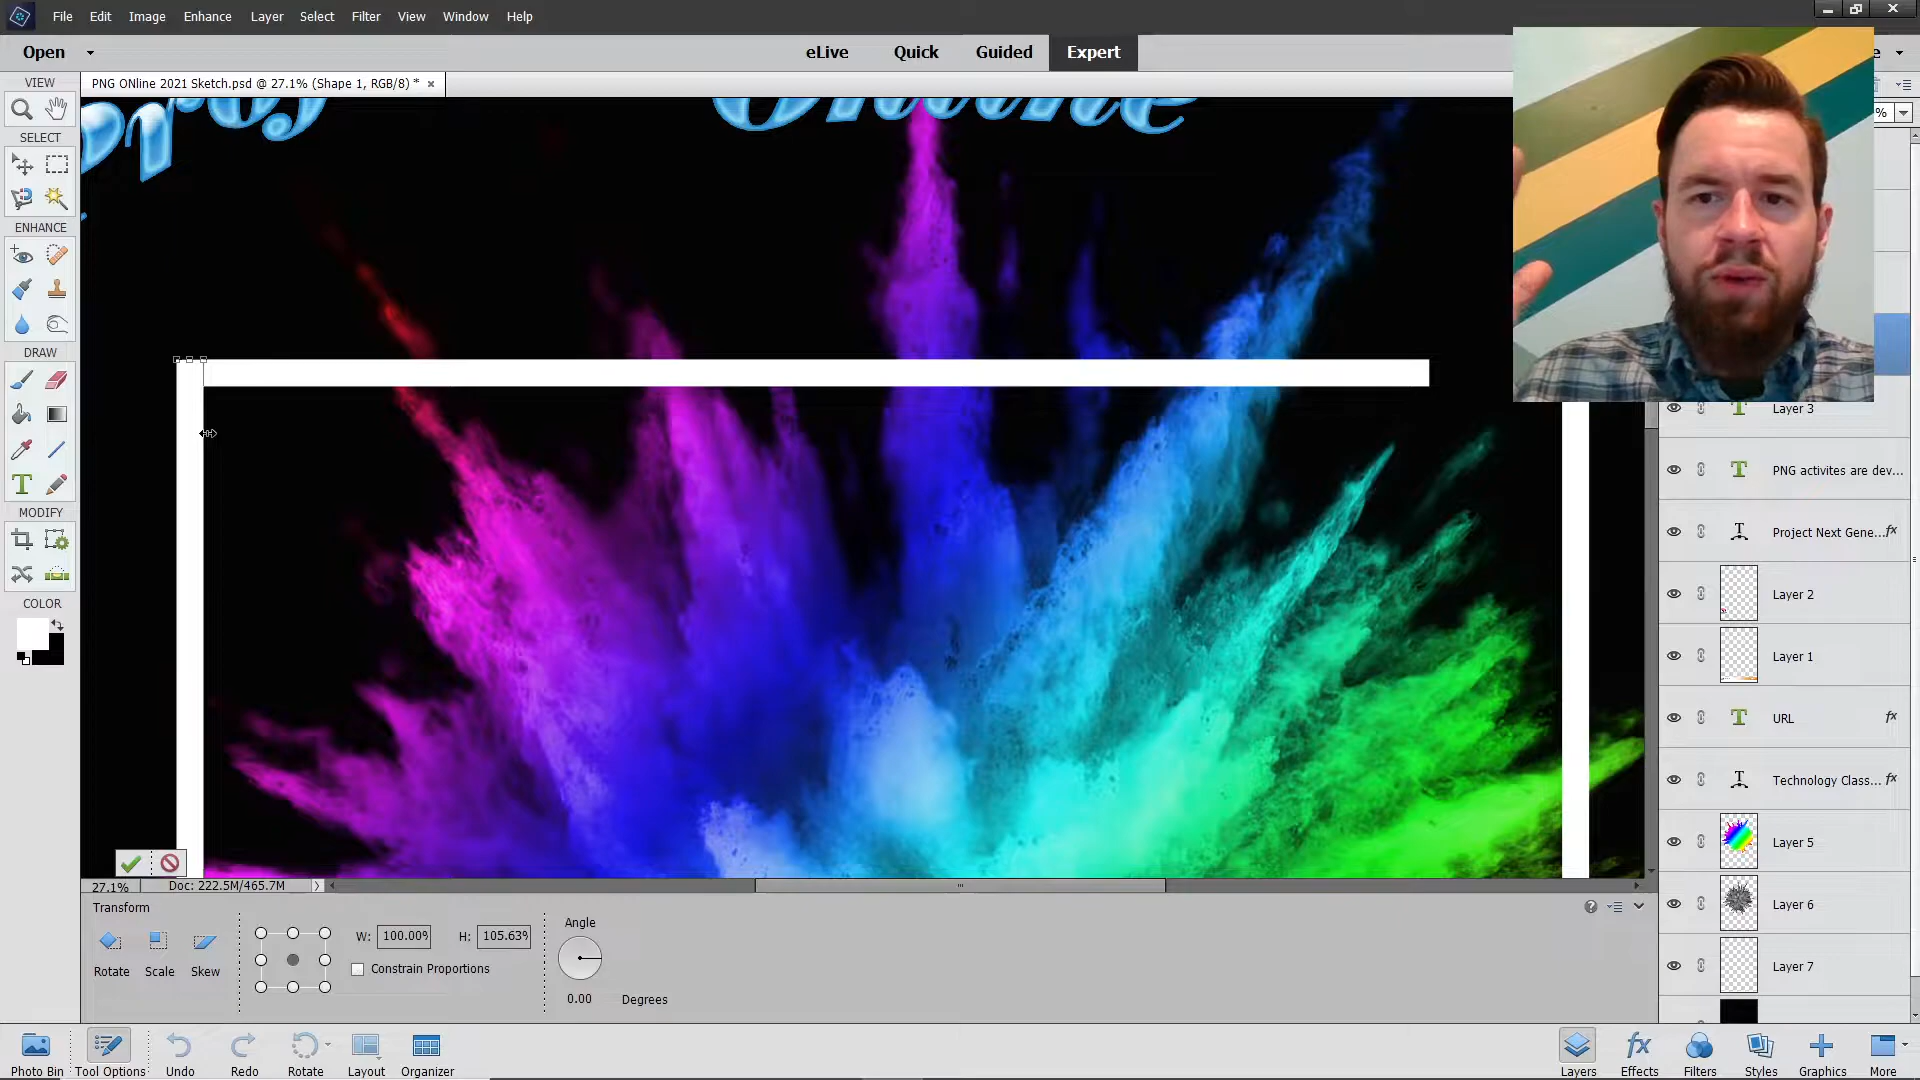 File Edit Image Enhance Layer Select Filter View Window Help
Open eLive Quick Guided Expert
VIEW
PNG ONline 2021 Sketch.psd @ 27.1% (Shape 1, RGB/8) *
Online
%
SELECT
ENHANCE
DRAW
MODIFY
COLOR
Layer 3
PNG activites are dev...
Project Next Gene... fx
Layer 2
Layer 1
URL fx
Technology Class... fx
Layer 5
Layer 6
Layer 7
27.1% Doc: 222.5M/465.7M
Transform
Rotate Scale Skew
W: 100.00% H: 105.63%
Constrain Proportions
Angle
0.00 Degrees
Photo Bin Tool Options Undo Redo Rotate Layout Organizer
Layers Effects Filters Styles Graphics More